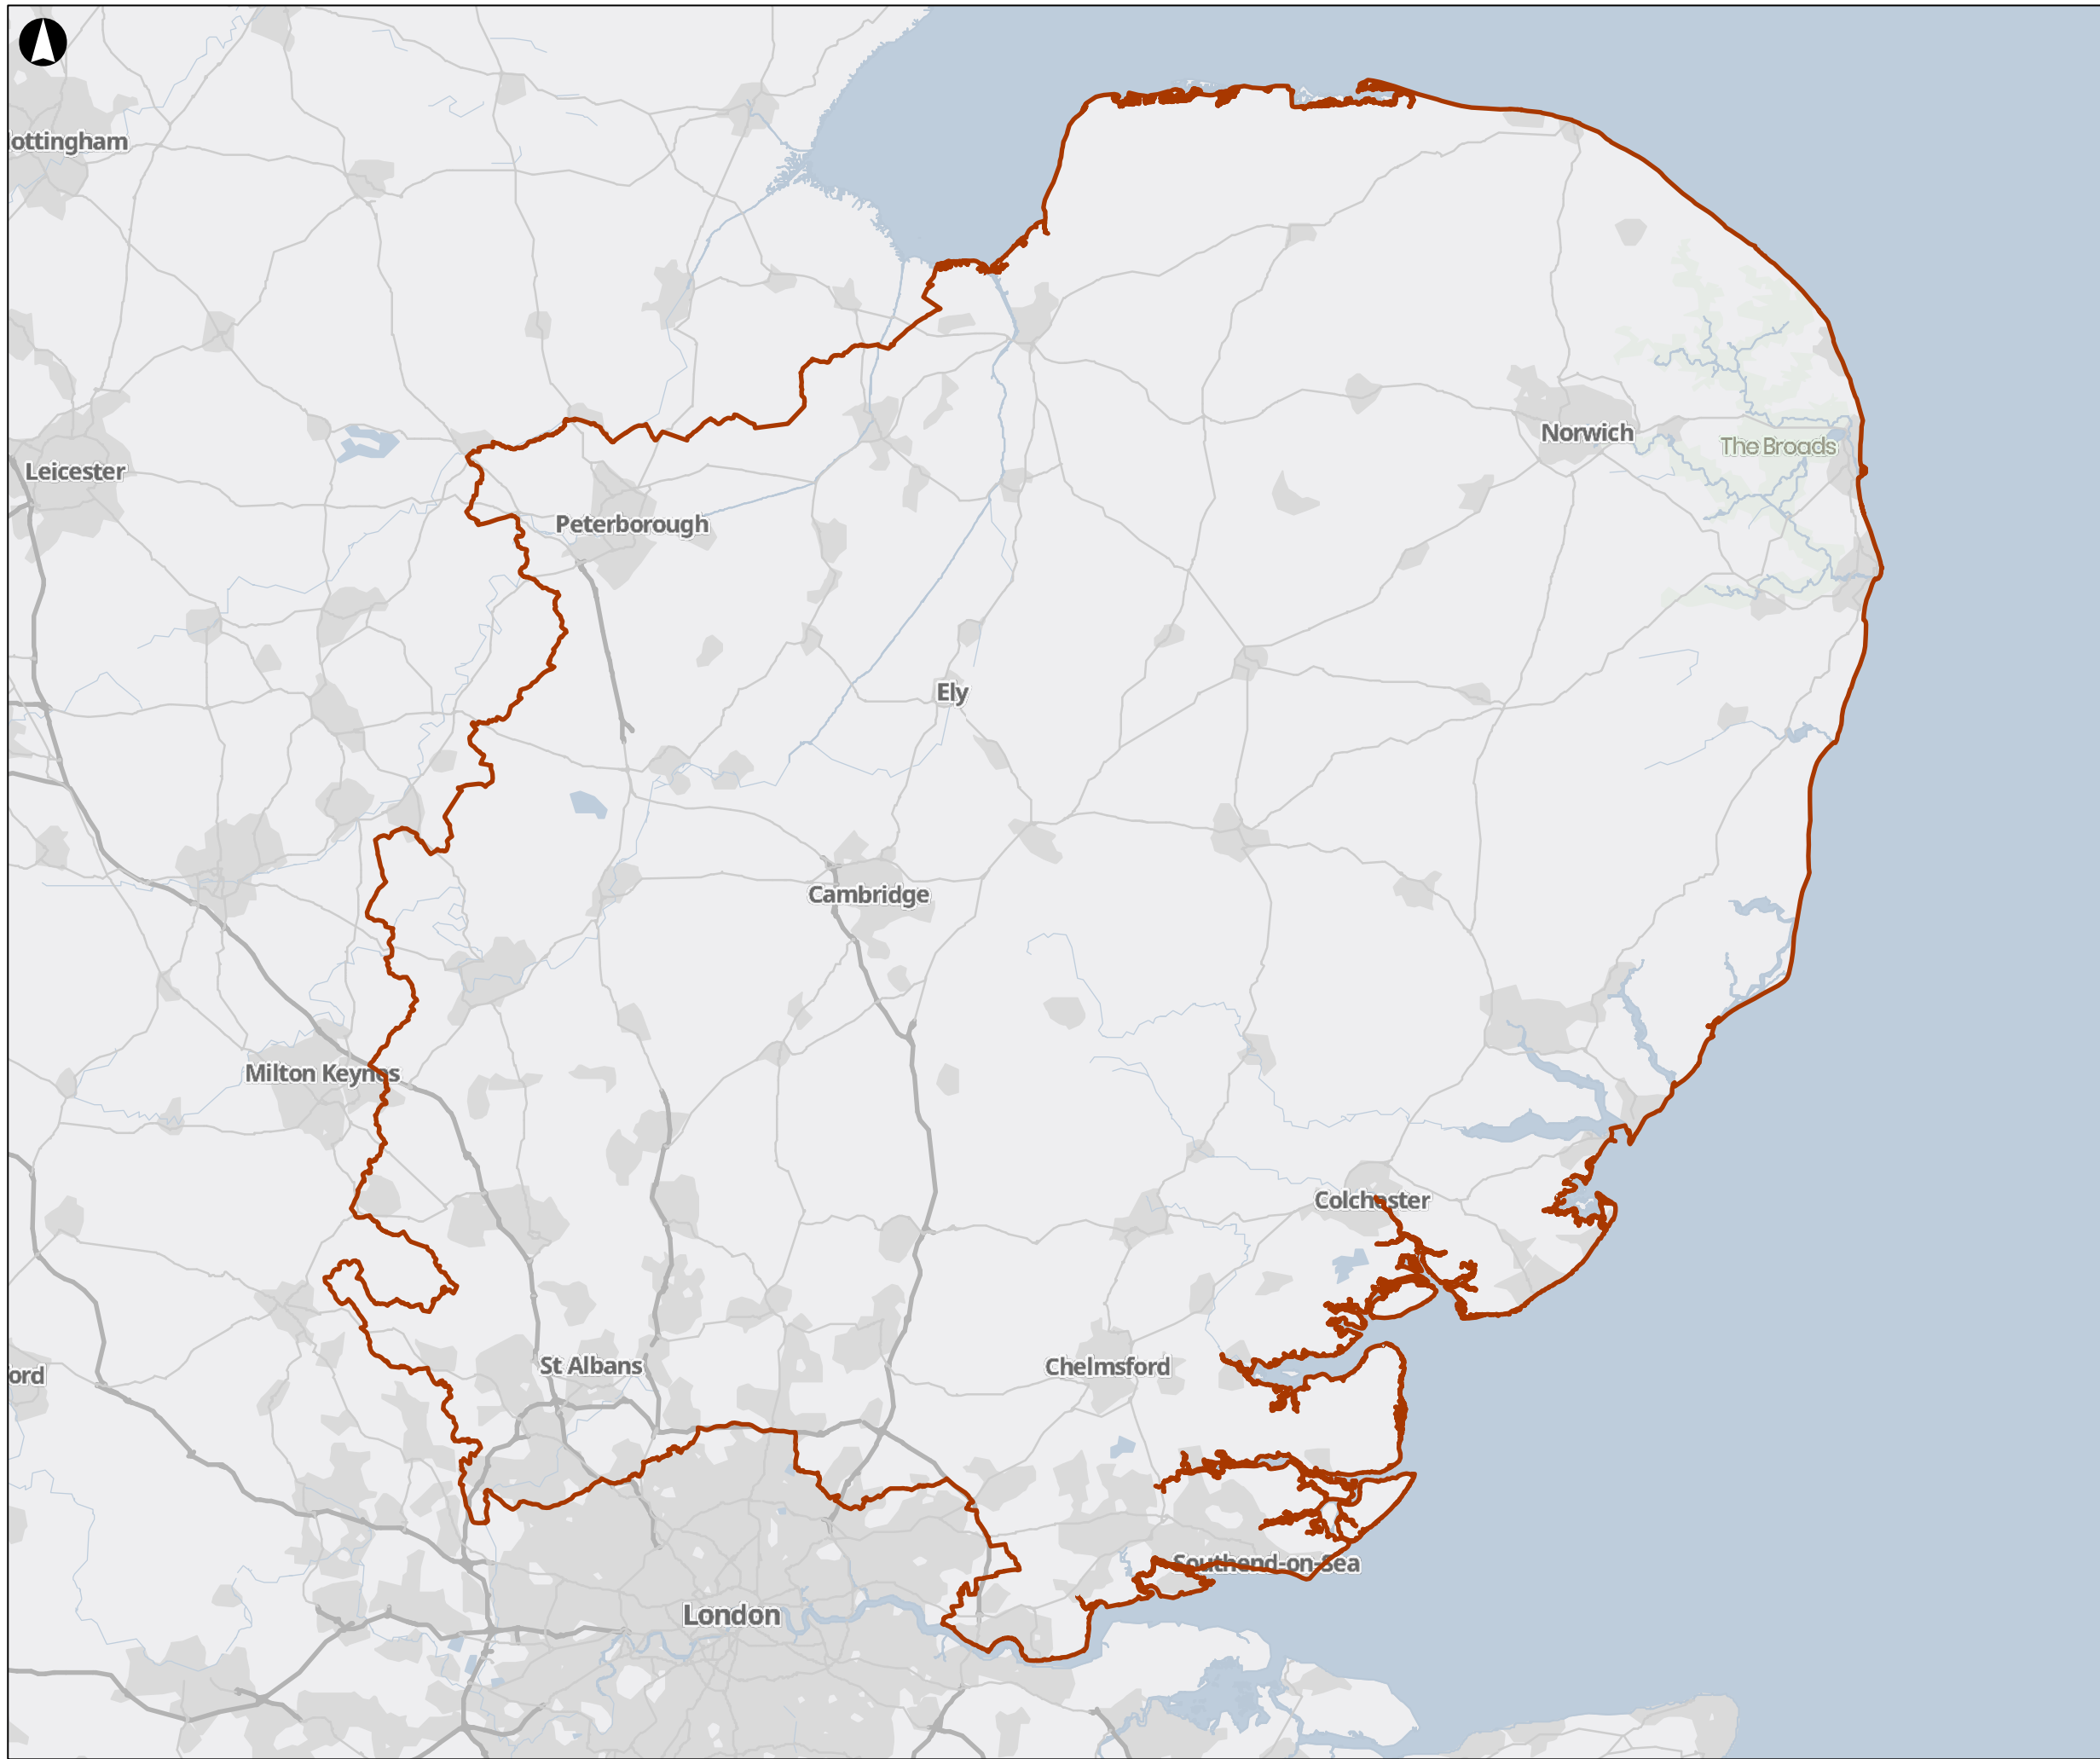 ottingham
Norwich
The Broads
Leicester
Peterborough
Ely
Cambridge
Milton Keynes
Colchester
St Albans
Chelmsford
ord
Southend-on-Sea
London